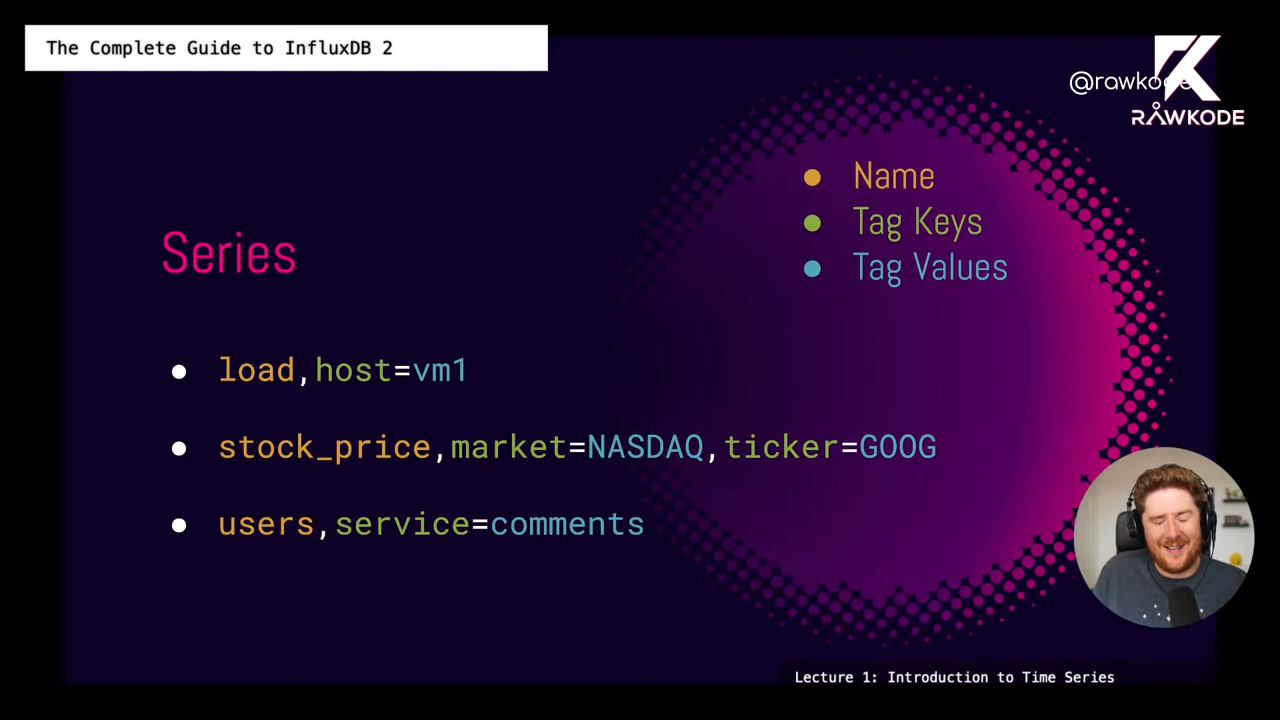 The Complete Guide to InfluxDB 2
@rawkode
RAWKODE
Name
Tag Keys
Tag Values
Series
load,host=vm1
stock_price,market=NASDAQ,ticker=GOOG
users,service=comments
Lecture 1: Introduction to Time Series